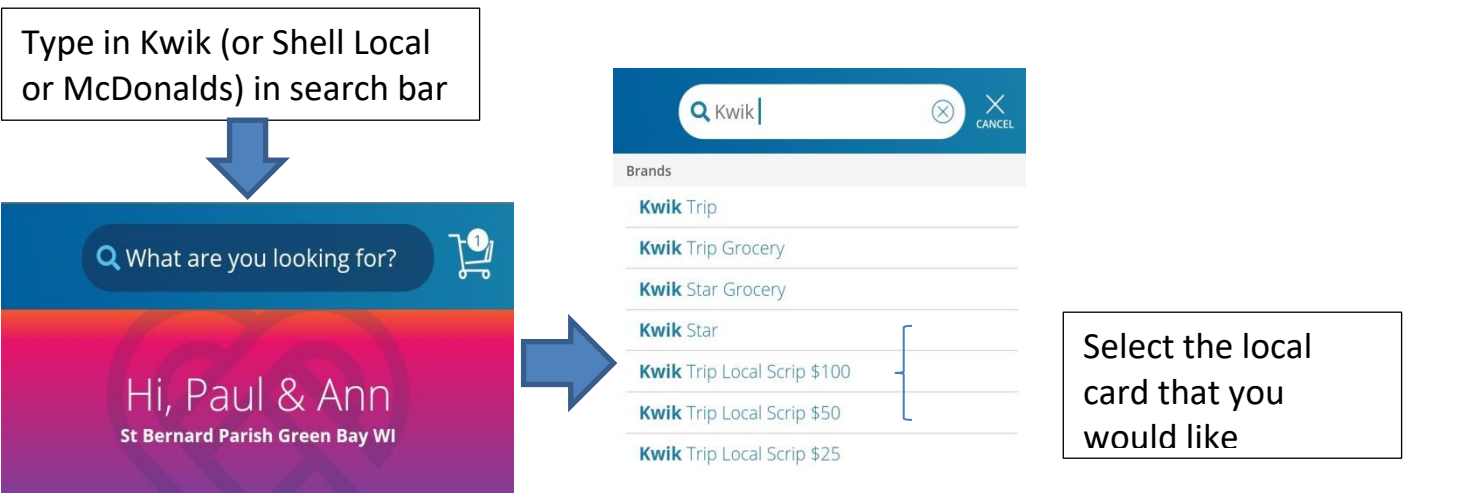 Type in Kwik (or Shell Local
or McDonalds) in search bar
What are you looking for?
1
Hi, Paul & Ann
St Bernard Parish Green Bay WI
Kwik
CANCEL
Brands
Kwik Trip
Kwik Trip Grocery
Kwik Star Grocery
Kwik Star
Kwik Trip Local Scrip $100
Kwik Trip Local Scrip $50
Kwik Trip Local Scrip $25
Select the local
card that you
would like